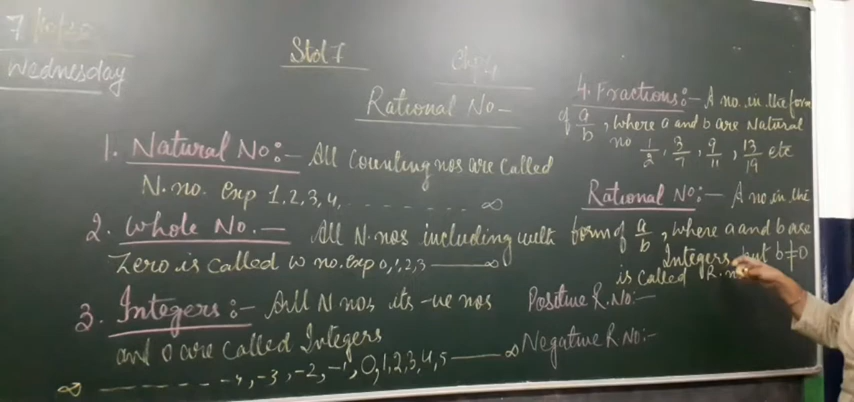 7
Wednesday
Std 7
Chp 4
Rational No-
1. Natural No:- All Counting nos are called
N. no. exp 1, 2, 3, 4, - - - - - - - ∞
2. Whole No.- All N. nos including with
Zero is called W no. exp 0, 1, 2, 3 ——— ∞
3. Integers:- All N nos, its -ve nos
and 0 are called Integers
∞ - - - - - - - - -4, -3, -2, -1, 0, 1, 2, 3, 4, 5 ——— ∞
4. Fractions:- A no. in the form
of a/b, where a and b are Natural
no 1/2, 3/7, 9/11, 13/19 etc
Rational No:- A no in the
form of a/b, where a and b are
Integers but b≠0
is called R. no
Positive R. No:-
Negative R No:-